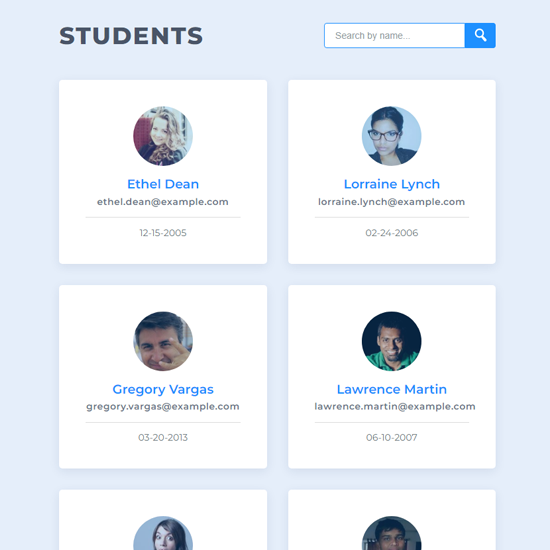 STUDENTS
Search by name...
Ethel Dean
ethel.dean@example.com
12-15-2005
Lorraine Lynch
lorraine.lynch@example.com
02-24-2006
Gregory Vargas
gregory.vargas@example.com
03-20-2013
Lawrence Martin
lawrence.martin@example.com
06-10-2007